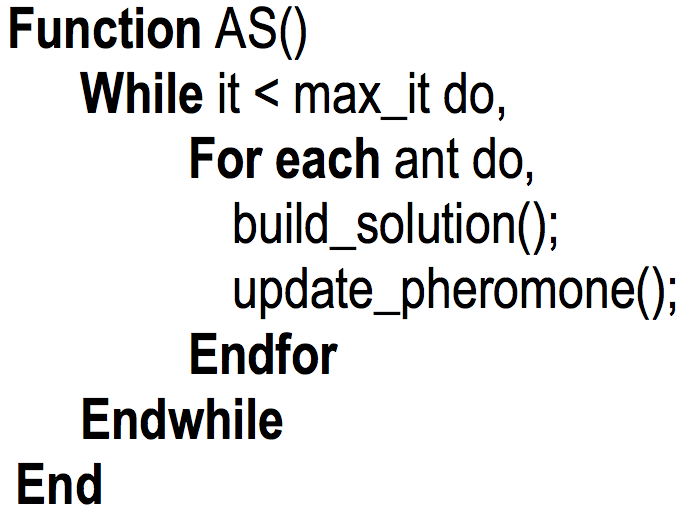 Function AS()
While it < max_it do,
For each ant do,
build_solution();
update_pheromone();
Endfor
Endwhile
End